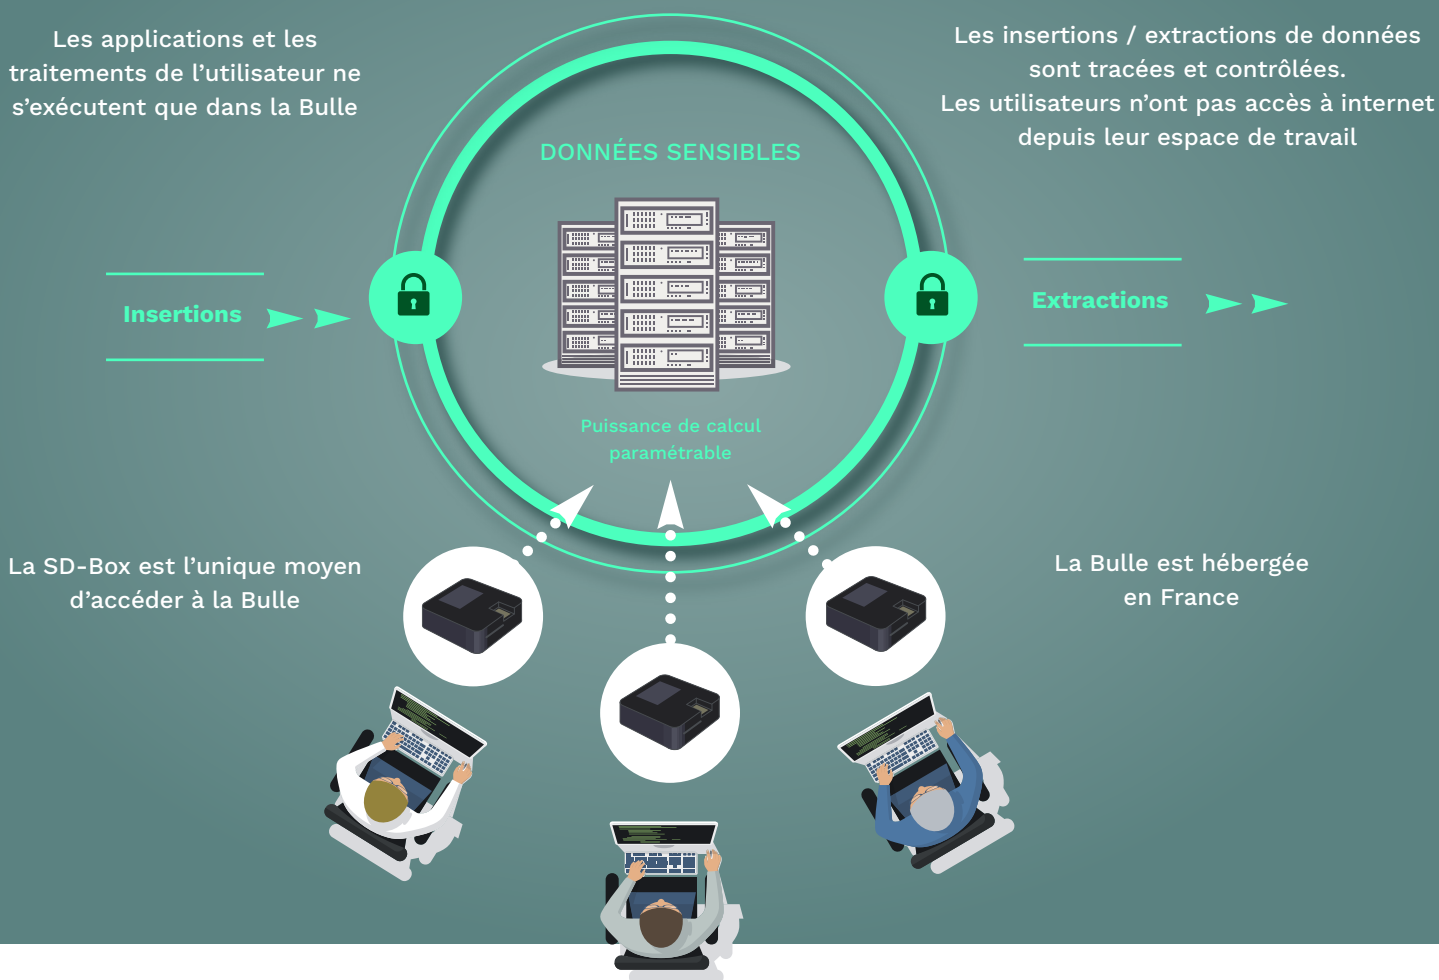 Les applications et les
traitements de l’utilisateur ne
s’exécutent que dans la Bulle
Les insertions / extractions de données
sont tracées et contrôlées.
Les utilisateurs n’ont pas accès à internet
depuis leur espace de travail
DONNÉES SENSIBLES
Insertions
Extractions
Puissance de calcul
paramétrable
La SD-Box est l’unique moyen
d’accéder à la Bulle
La Bulle est hébergée
en France